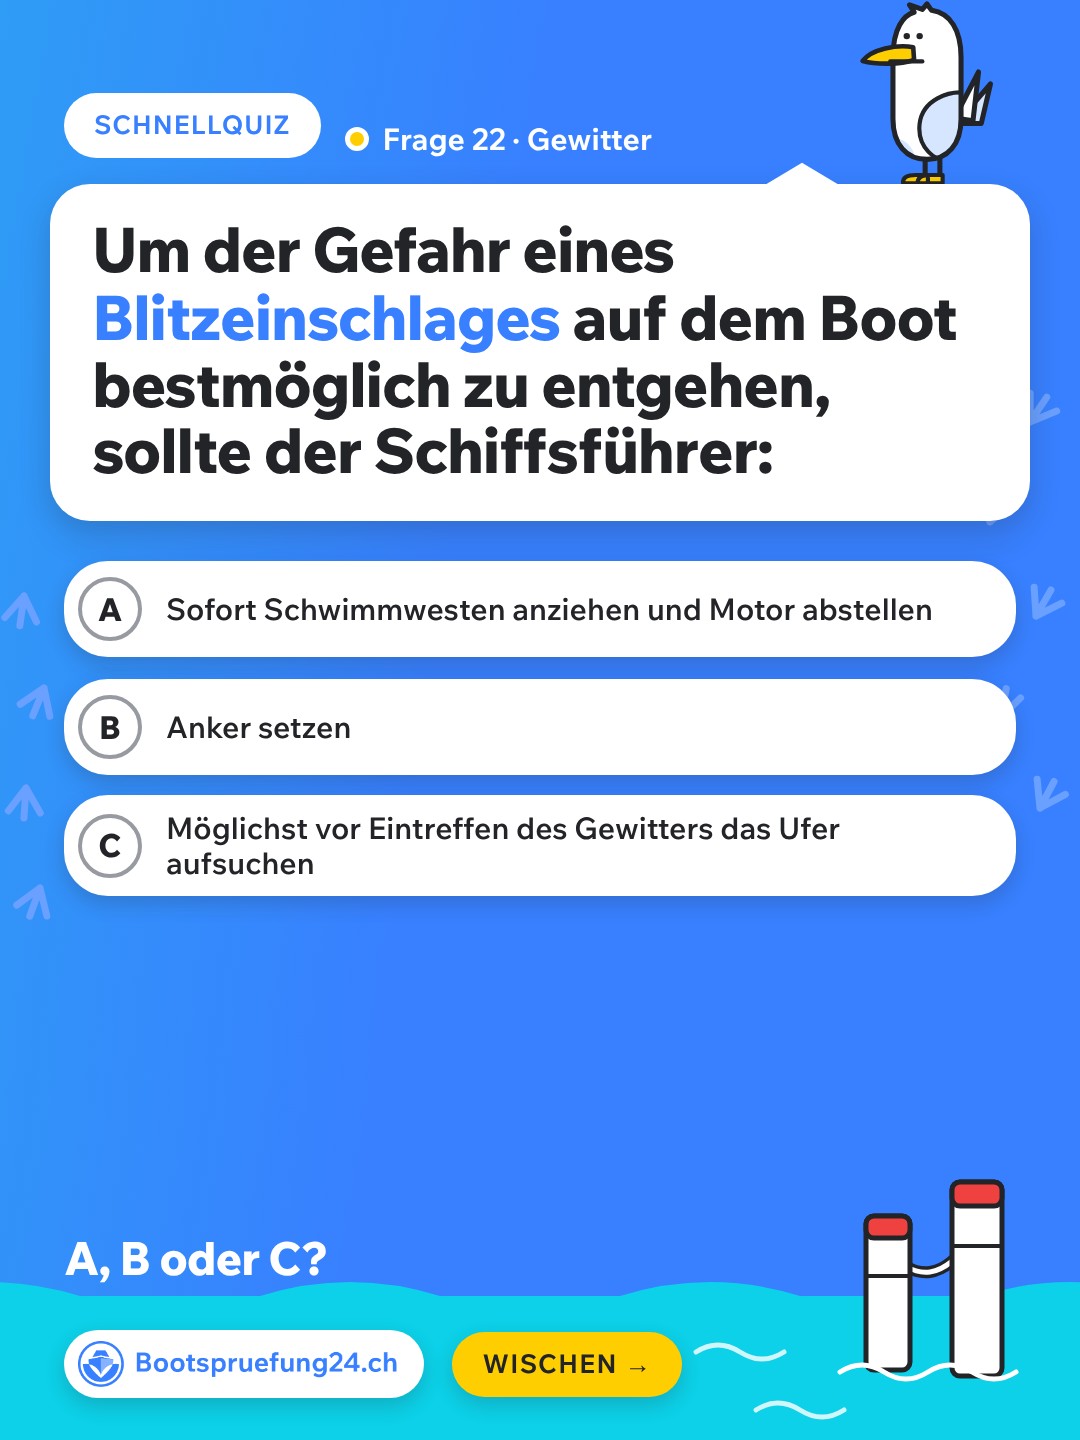 SCHNELLQUIZ
Frage 22 · Gewitter
Um der Gefahr eines
Blitzeinschlages auf dem Boot
bestmöglich zu entgehen,
sollte der Schiffsführer:
A Sofort Schwimmwesten anziehen und Motor abstellen
B Anker setzen
C Möglichst vor Eintreffen des Gewitters das Ufer
aufsuchen
A, B oder C?
Bootspruefung24.ch
WISCHEN →